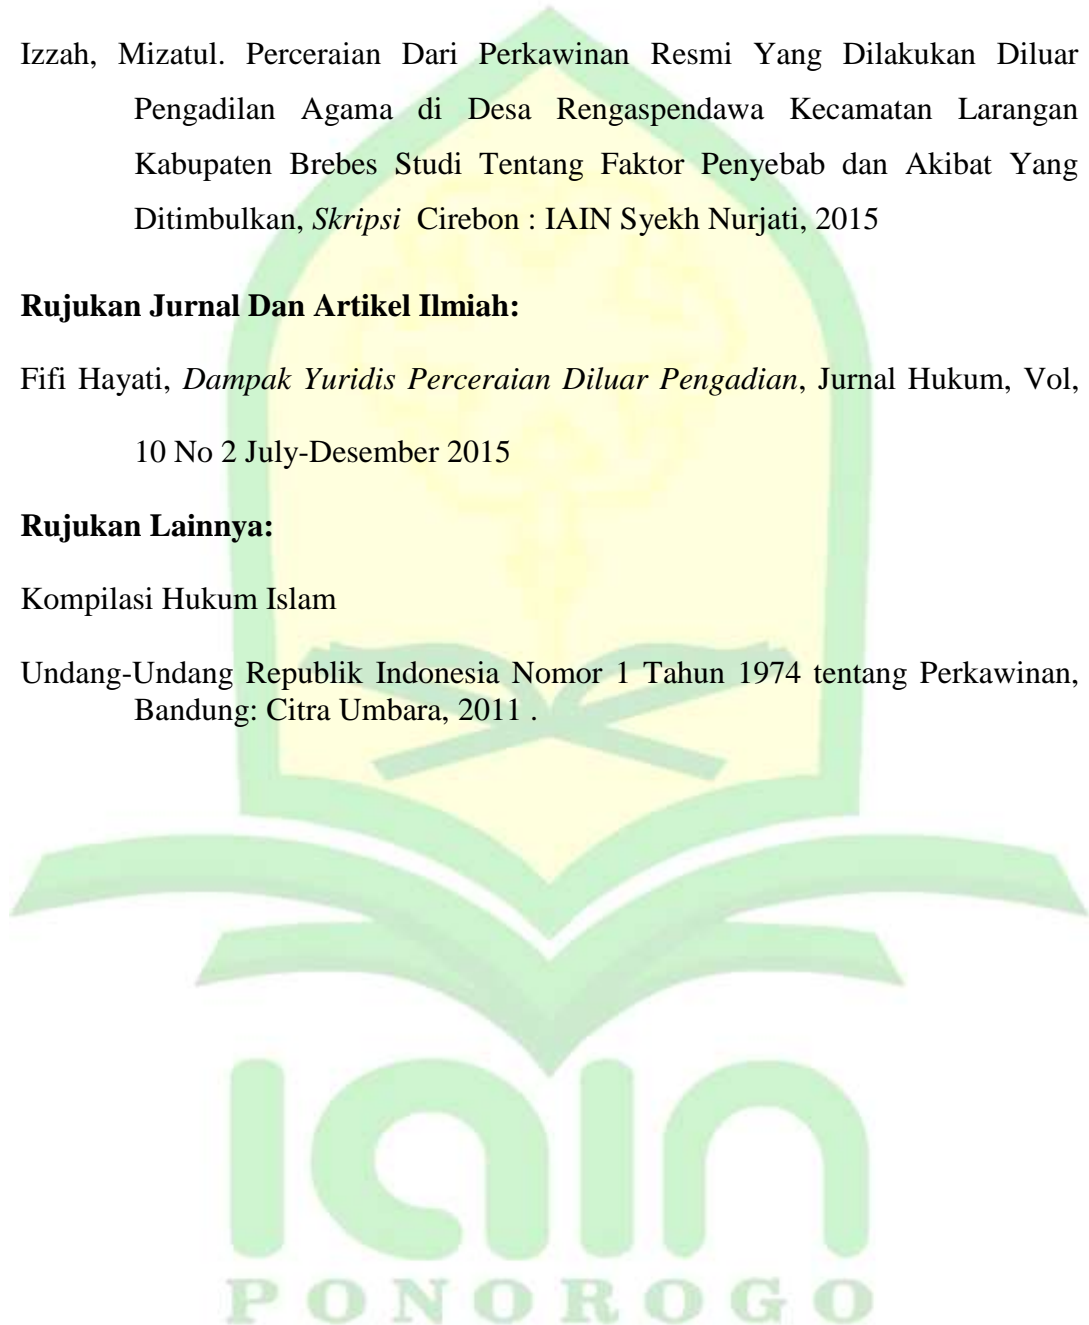 Izzah, Mizatul. Perceraian Dari Perkawinan Resmi Yang Dilakukan Diluar
Pengadilan Agama di Desa Rengaspendawa Kecamatan Larangan
Kabupaten Brebes Studi Tentang Faktor Penyebab dan Akibat Yang
Ditimbulkan, Skripsi Cirebon : IAIN Syekh Nurjati, 2015
Rujukan Jurnal Dan Artikel Ilmiah:
Fifi Hayati, Dampak Yuridis Perceraian Diluar Pengadian, Jurnal Hukum, Vol,
10 No 2 July-Desember 2015
Rujukan Lainnya:
Kompilasi Hukum Islam
Undang-Undang Republik Indonesia Nomor 1 Tahun 1974 tentang Perkawinan,
Bandung: Citra Umbara, 2011 .
iain
PONOROGO